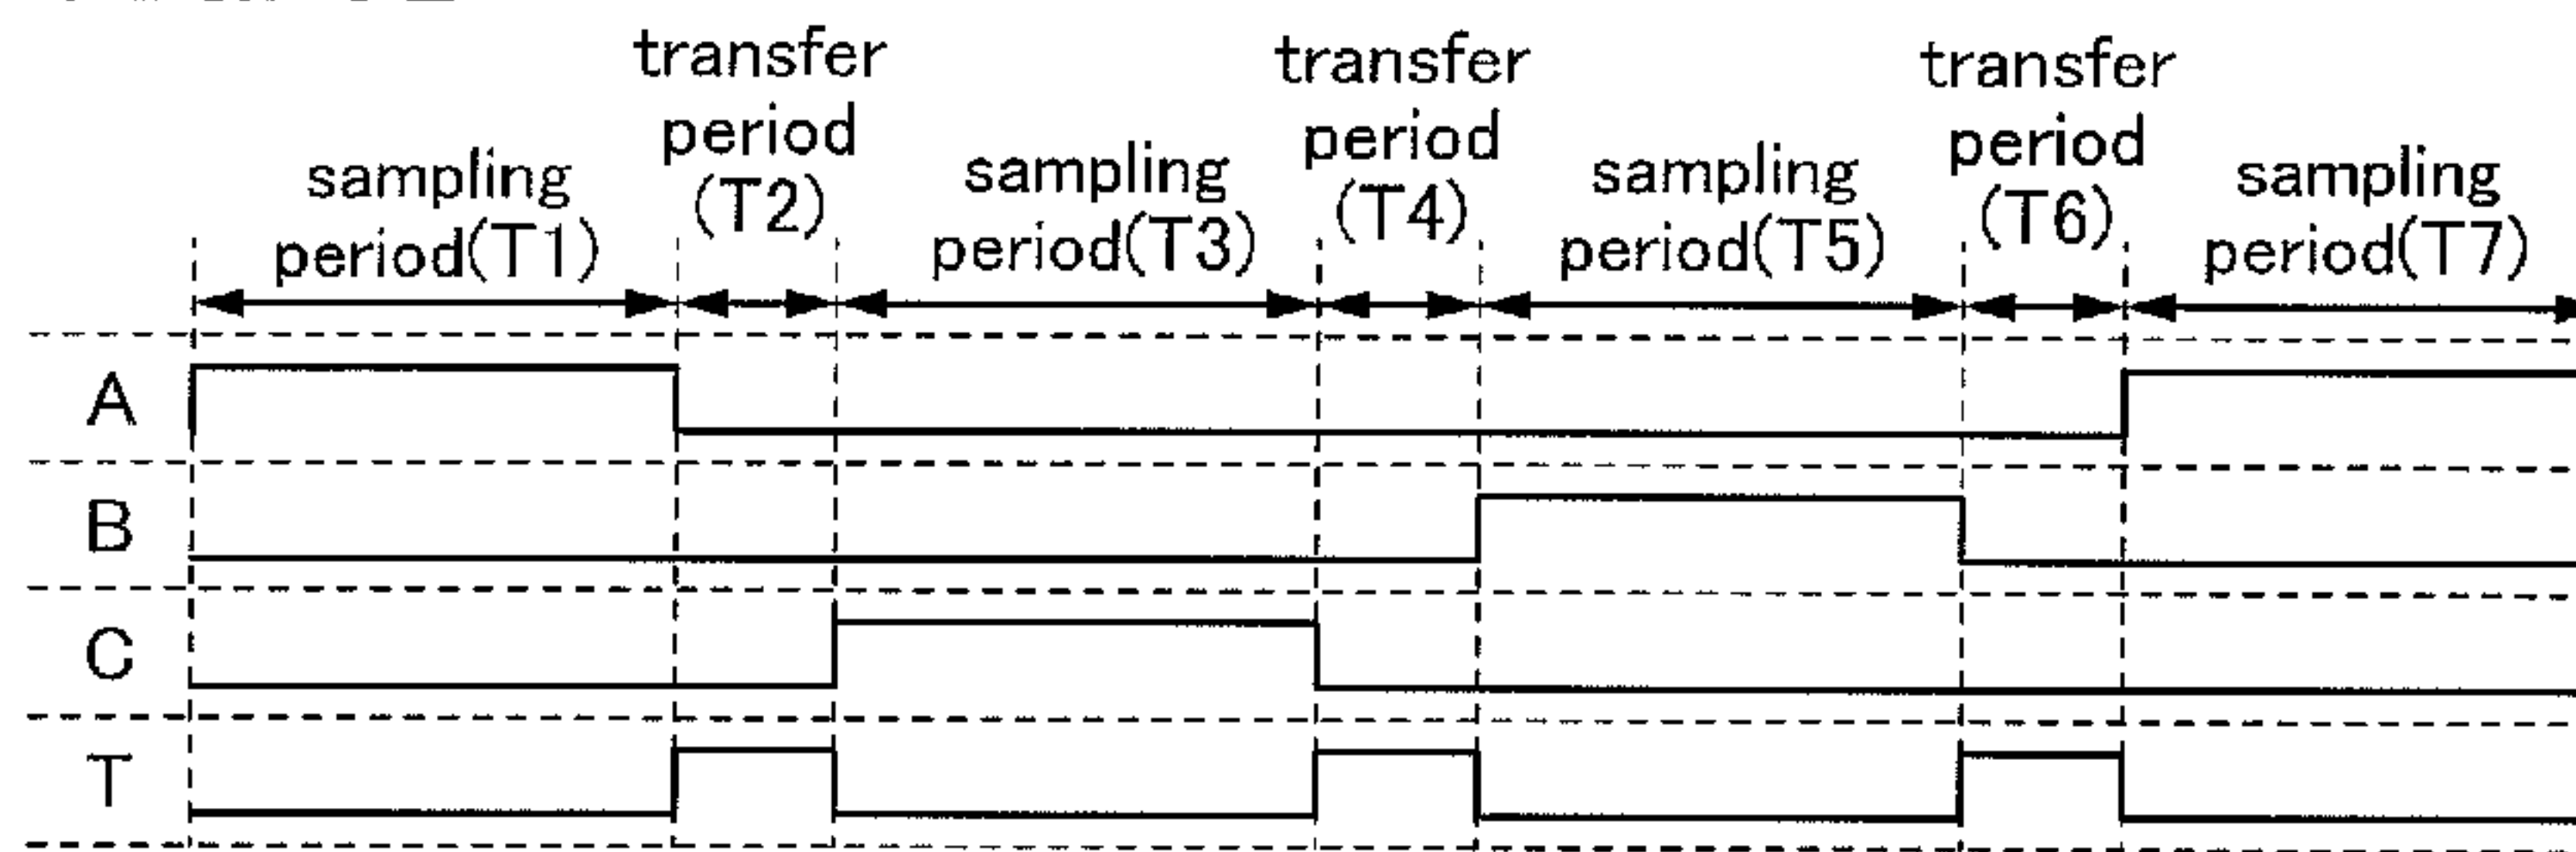 transfer
period
(T2)
transfer
period
(T4)
transfer
period
(T6)
sampling
period(T1)
sampling
period(T3)
sampling
period(T5)
sampling
period(T7)
A
B
C
T